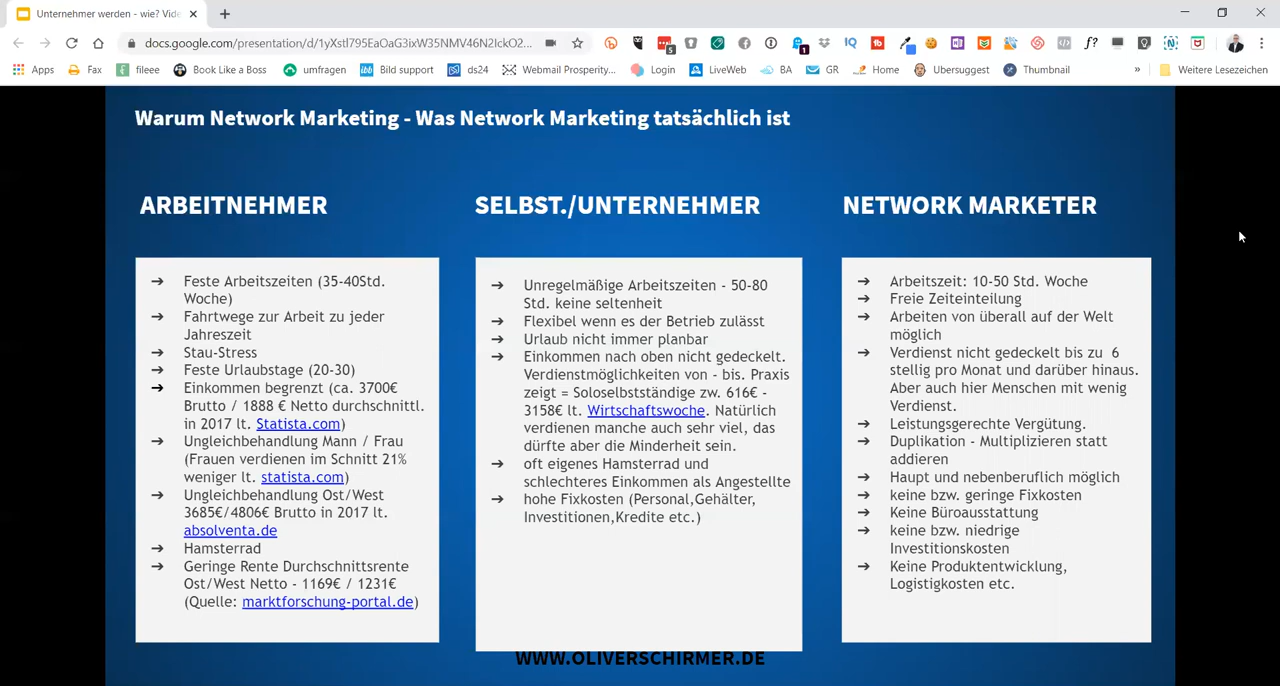 Unternehmer werden - wie? Vide
docs.google.com/presentation/d/1yXstI795EaOaG3ixW35NMV46N2IckO2...
Apps
Fax
fileee
Book Like a Boss
umfragen
Bild support
ds24
Webmail Prosperity...
Login
LiveWeb
BA
GR
Home
Übersuggest
Thumbnail
»
Weitere Lesezeichen
Warum Network Marketing - Was Network Marketing tatsächlich ist
ARBEITNEHMER
➔ Feste Arbeitszeiten (35-40Std.
Woche)
➔ Fahrtwege zur Arbeit zu jeder
Jahreszeit
➔ Stau-Stress
➔ Feste Urlaubstage (20-30)
➔ Einkommen begrenzt (ca. 3700€
Brutto / 1888 € Netto durchschnittl.
in 2017 lt. Statista.com)
➔ Ungleichbehandlung Mann / Frau
(Frauen verdienen im Schnitt 21%
weniger lt. statista.com)
➔ Ungleichbehandlung Ost/West
3685€/4806€ Brutto in 2017 lt.
absolventa.de
➔ Hamsterrad
➔ Geringe Rente Durchschnittsrente
Ost/West Netto - 1169€ / 1231€
(Quelle: marktforschung-portal.de)
SELBST./UNTERNEHMER
➔ Unregelmäßige Arbeitszeiten - 50-80
Std. keine seltenheit
➔ Flexibel wenn es der Betrieb zulässt
➔ Urlaub nicht immer planbar
➔ Einkommen nach oben nicht gedeckelt.
Verdienstmöglichkeiten von - bis. Praxis
zeigt = Soloselbstständige zw. 616€ -
3158€ lt. Wirtschaftswoche. Natürlich
verdienen manche auch sehr viel, das
dürfte aber die Minderheit sein.
➔ oft eigenes Hamsterrad und
schlechteres Einkommen als Angestellte
➔ hohe Fixkosten (Personal,Gehälter,
Investitionen,Kredite etc.)
NETWORK MARKETER
➔ Arbeitszeit: 10-50 Std. Woche
➔ Freie Zeiteinteilung
➔ Arbeiten von überall auf der Welt
möglich
➔ Verdienst nicht gedeckelt bis zu 6
stellig pro Monat und darüber hinaus.
Aber auch hier Menschen mit wenig
Verdienst.
➔ Leistungsgerechte Vergütung.
➔ Duplikation - Multiplizieren statt
addieren
➔ Haupt und nebenberuflich möglich
➔ keine bzw. geringe Fixkosten
➔ Keine Büroausstattung
➔ keine bzw. niedrige
Investitionskosten
➔ Keine Produktentwicklung,
Logistigkosten etc.
WWW.OLIVERSCHIRMER.DE